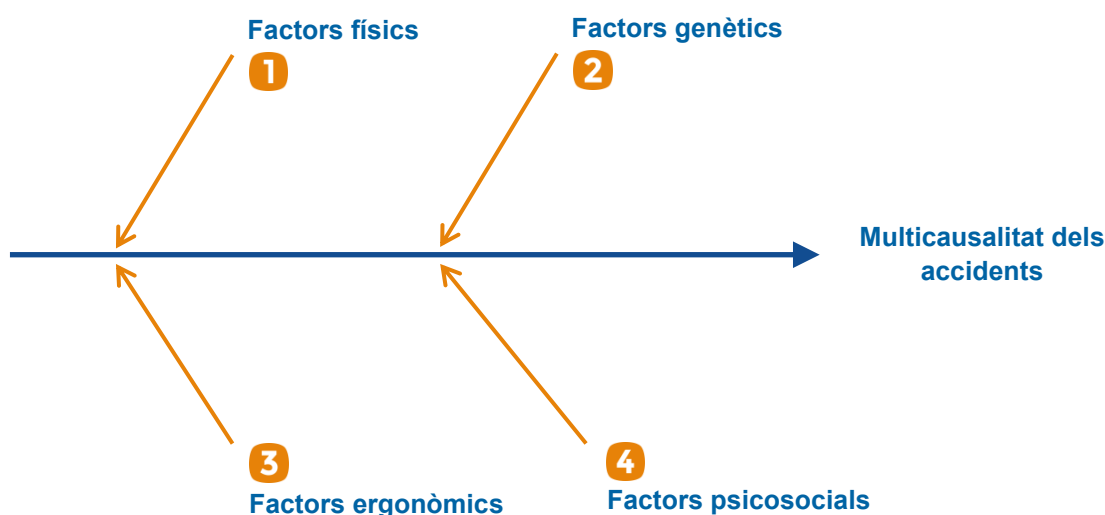 Factors físics
1
Factors genètics
2
Multicausalitat dels
accidents
3
Factors ergonòmics
4
Factors psicosocials